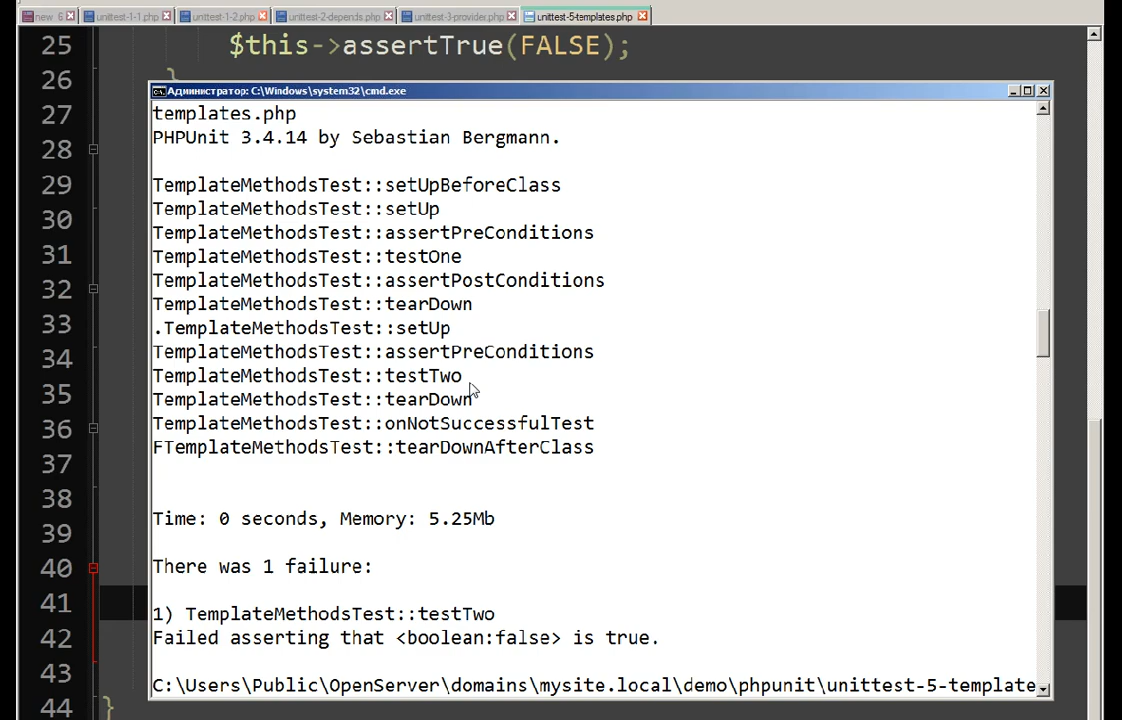 new 6 unittest-1-1.php unittest-1-2.php unittest-2-depends.php unittest-3-provider.php unittest-5-templates.php
25 $this->assertTrue(FALSE);
26 }
Администратор: C:\Windows\system32\cmd.exe
27
28
29
30
31
32
33
34
35
36
37
38
39
40
41
42
43
44 }
templates.php
PHPUnit 3.4.14 by Sebastian Bergmann.
TemplateMethodsTest::setUpBeforeClass
TemplateMethodsTest::setUp
TemplateMethodsTest::assertPreConditions
TemplateMethodsTest::testOne
TemplateMethodsTest::assertPostConditions
TemplateMethodsTest::tearDown
.TemplateMethodsTest::setUp
TemplateMethodsTest::assertPreConditions
TemplateMethodsTest::testTwo
TemplateMethodsTest::tearDown
TemplateMethodsTest::onNotSuccessfulTest
FTemplateMethodsTest::tearDownAfterClass
Time: 0 seconds, Memory: 5.25Mb
There was 1 failure:
1) TemplateMethodsTest::testTwo
Failed asserting that <boolean:false> is true.
C:\Users\Public\OpenServer\domains\mysite.local\demo\phpunit\unittest-5-template